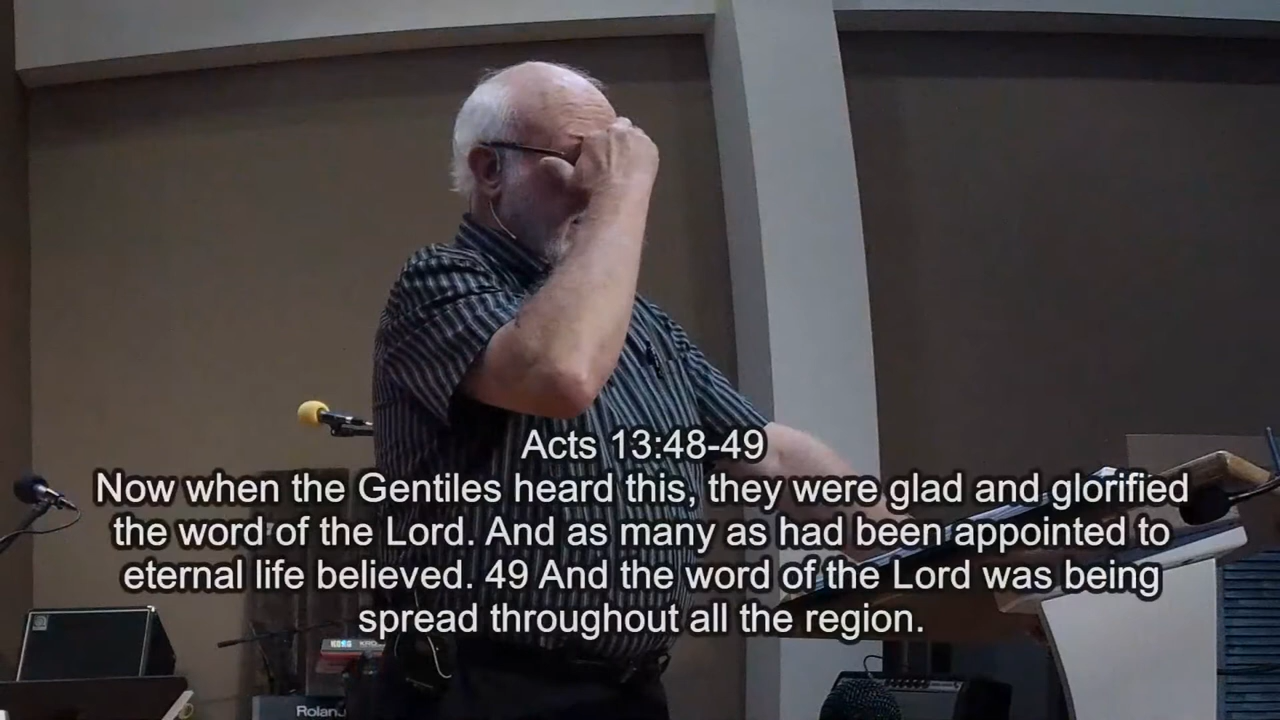 Acts 13:48-49
Now when the Gentiles heard this, they were glad and glorified
the word of the Lord. And as many as had been appointed to
eternal life believed. 49 And the word of the Lord was being
spread throughout all the region.
KORG
Roland